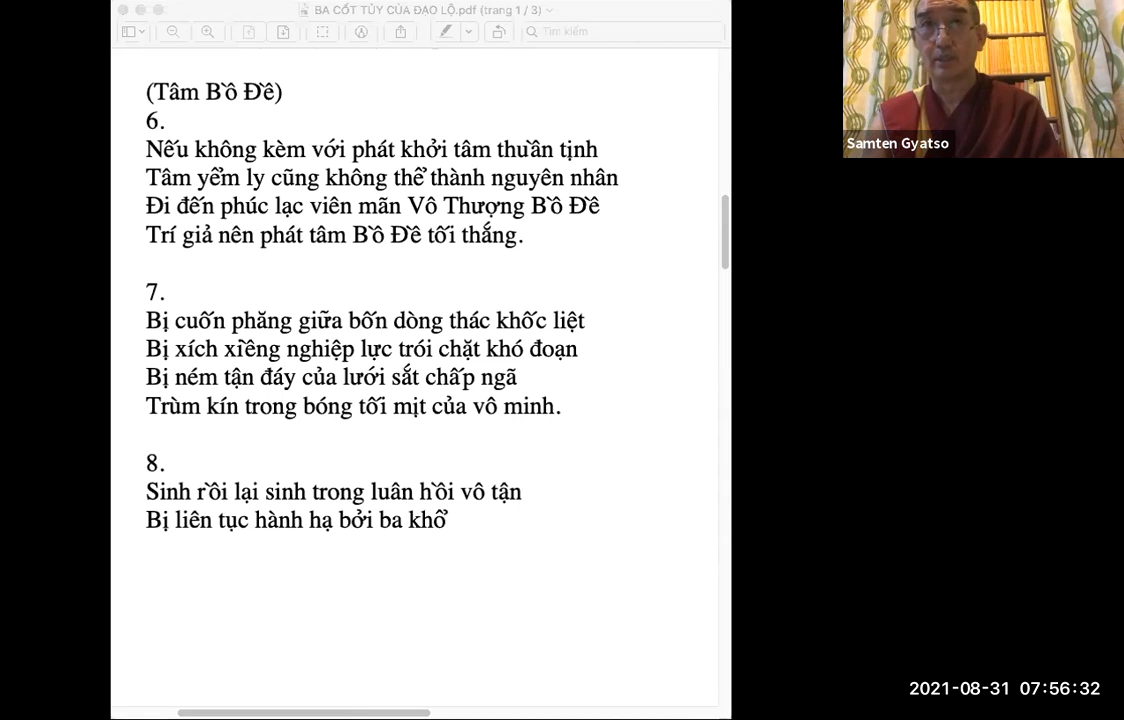 BA CỐT TỦY CỦA ĐẠO LỘ.pdf (trang 1 / 3)
Tìm kiếm
(Tâm Bồ Đề)
6.
Nếu không kèm với phát khởi tâm thuần tịnh
Tâm yểm ly cũng không thể thành nguyên nhân
Đi đến phúc lạc viên mãn Vô Thượng Bồ Đề
Trí giả nên phát tâm Bồ Đề tối thắng.
7.
Bị cuốn phăng giữa bốn dòng thác khốc liệt
Bị xích xiềng nghiệp lực trói chặt khó đoạn
Bị ném tận đáy của lưới sắt chấp ngã
Trùm kín trong bóng tối mịt của vô minh.
8.
Sinh rồi lại sinh trong luân hồi vô tận
Bị liên tục hành hạ bởi ba khổ
Samten Gyatso
2021-08-31 07:56:32